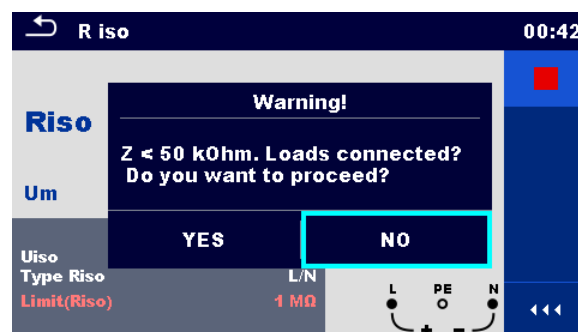 R iso
00:42
Warning!
Riso
Z < 50 kOhm. Loads connected?
Do you want to proceed?
Um
YES
NO
Uiso
Type Riso L/N
Limit(Riso) 1 MΩ
L PE N
+ -